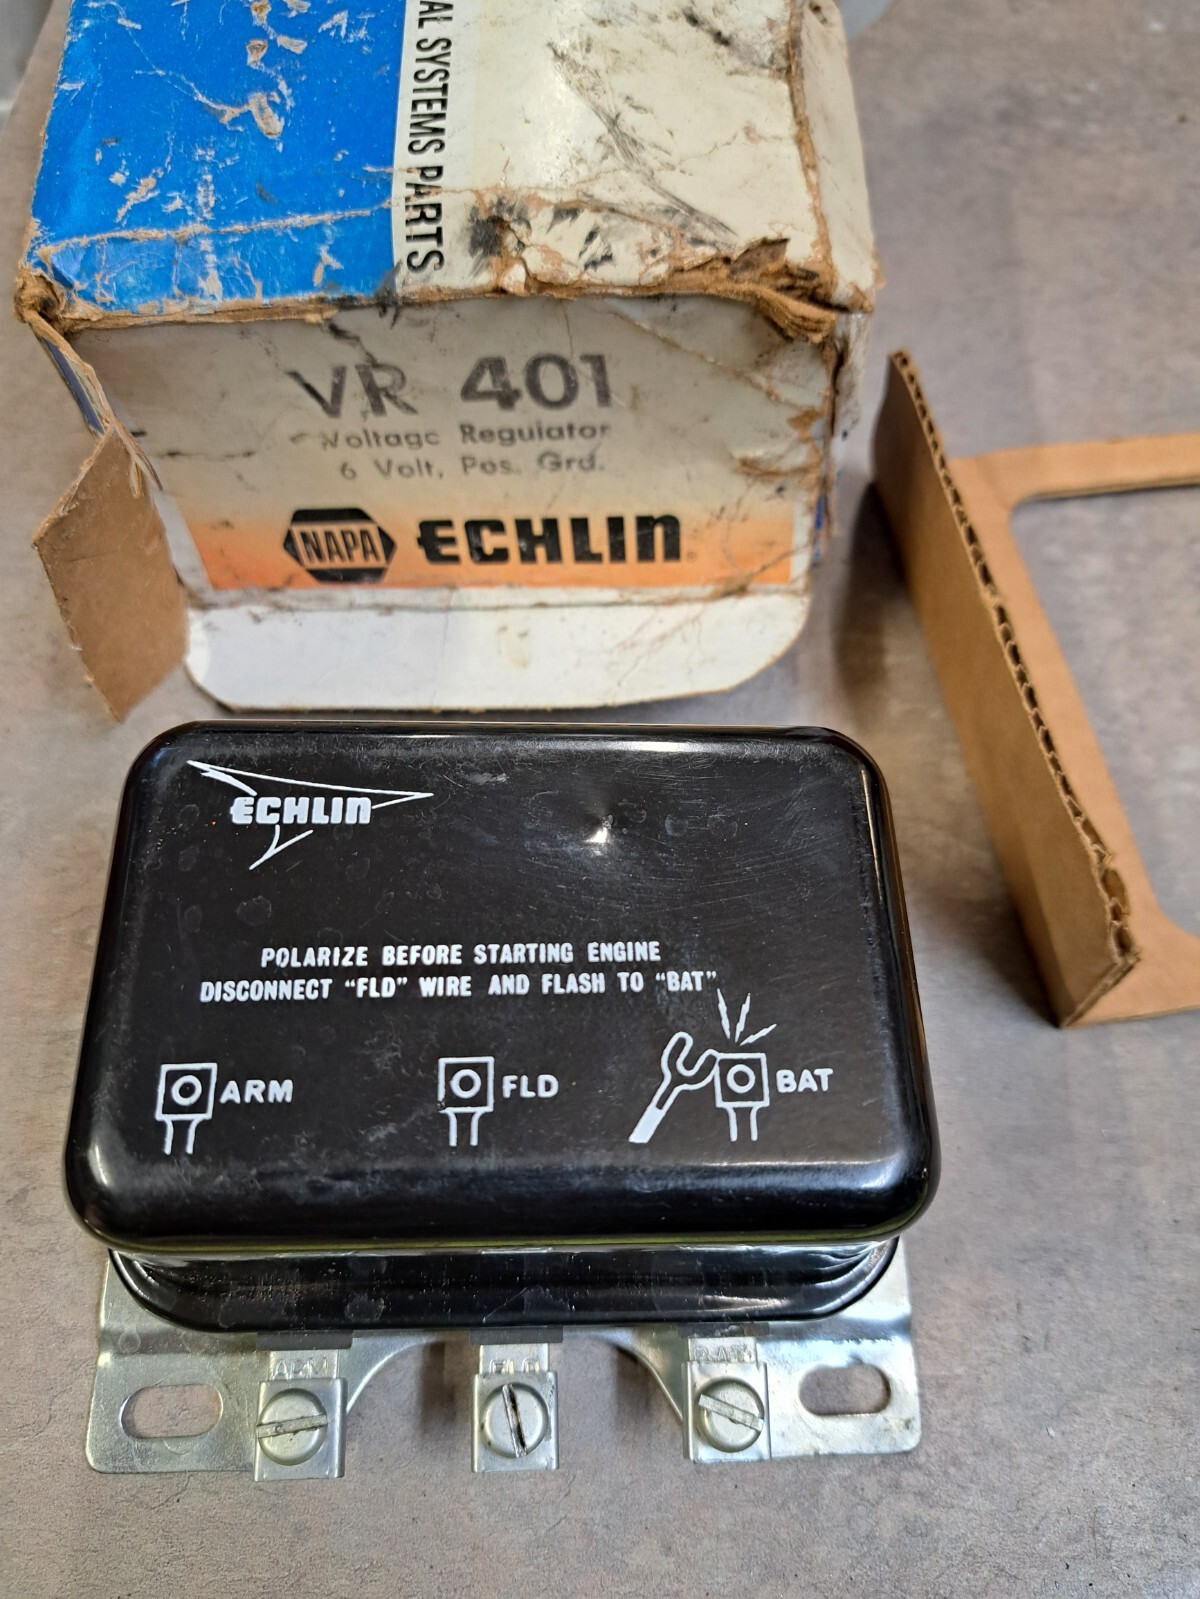 AL SYSTEMS PARTS
VR 401
Voltage Regulator
6 Volt, Pos. Grd.
NAPA ECHLIN
ECHLIN
POLARIZE BEFORE STARTING ENGINE
DISCONNECT "FLD" WIRE AND FLASH TO "BAT"
ARM FLD BAT
ARM FLD BAT